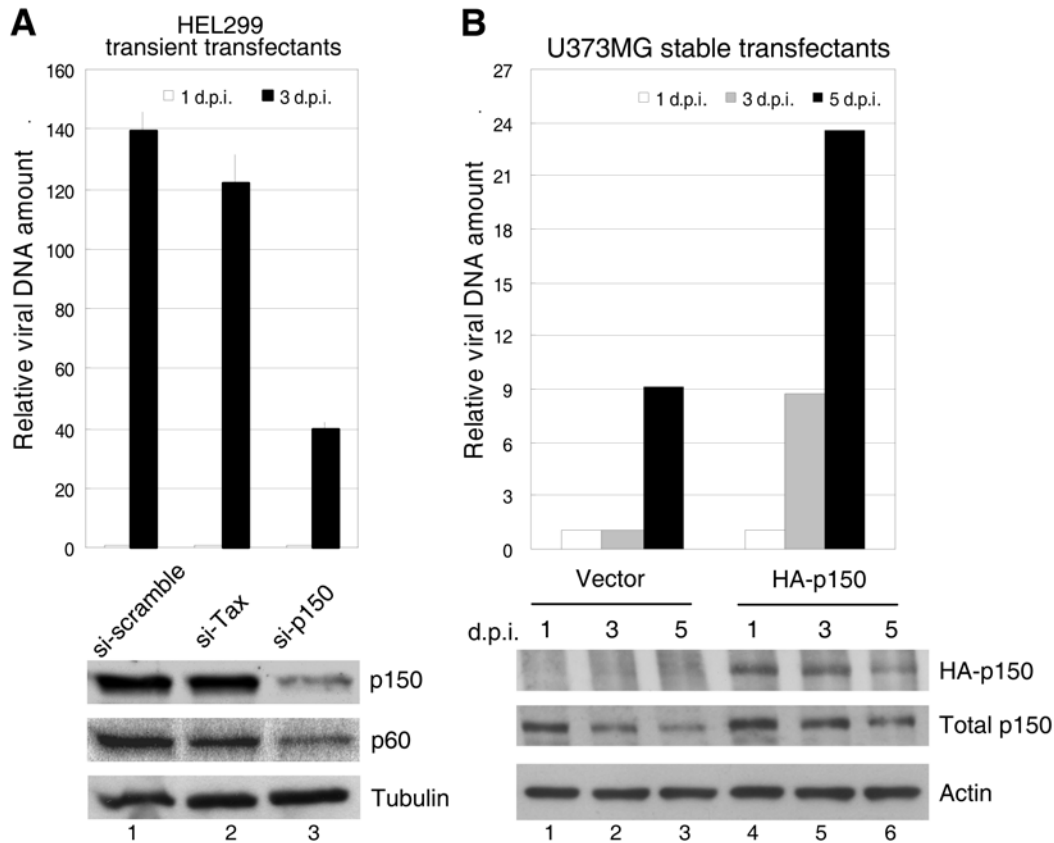 A
HEL299
transient transfectants
160
140
120
100
80
60
40
20
0
Relative viral DNA amount
1 d.p.i. 3 d.p.i.
si-scramble si-Tax si-p150
p150
p60
Tubulin
1 2 3
B
U373MG stable transfectants
27
24
21
18
15
12
9
6
3
0
Relative viral DNA amount
1 d.p.i. 3 d.p.i. 5 d.p.i.
Vector HA-p150
d.p.i. 1 3 5 1 3 5
HA-p150
Total p150
Actin
1 2 3 4 5 6